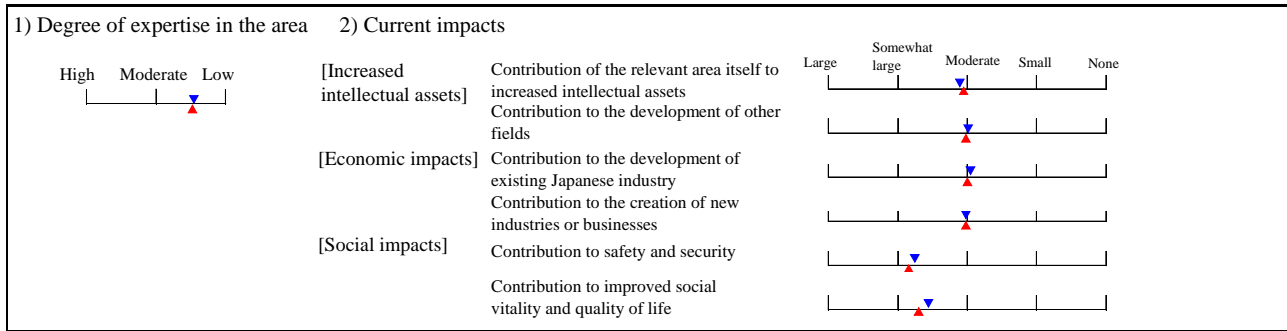 1) Degree of expertise in the area 2) Current impacts
High Moderate Low
[Increased
intellectual assets]
Contribution of the relevant area itself to
increased intellectual assets
Large Somewhat
large Moderate Small None
Contribution to the development of other
fields
[Economic impacts] Contribution to the development of
existing Japanese industry
Contribution to the creation of new
industries or businesses
[Social impacts] Contribution to safety and security
Contribution to improved social
vitality and quality of life